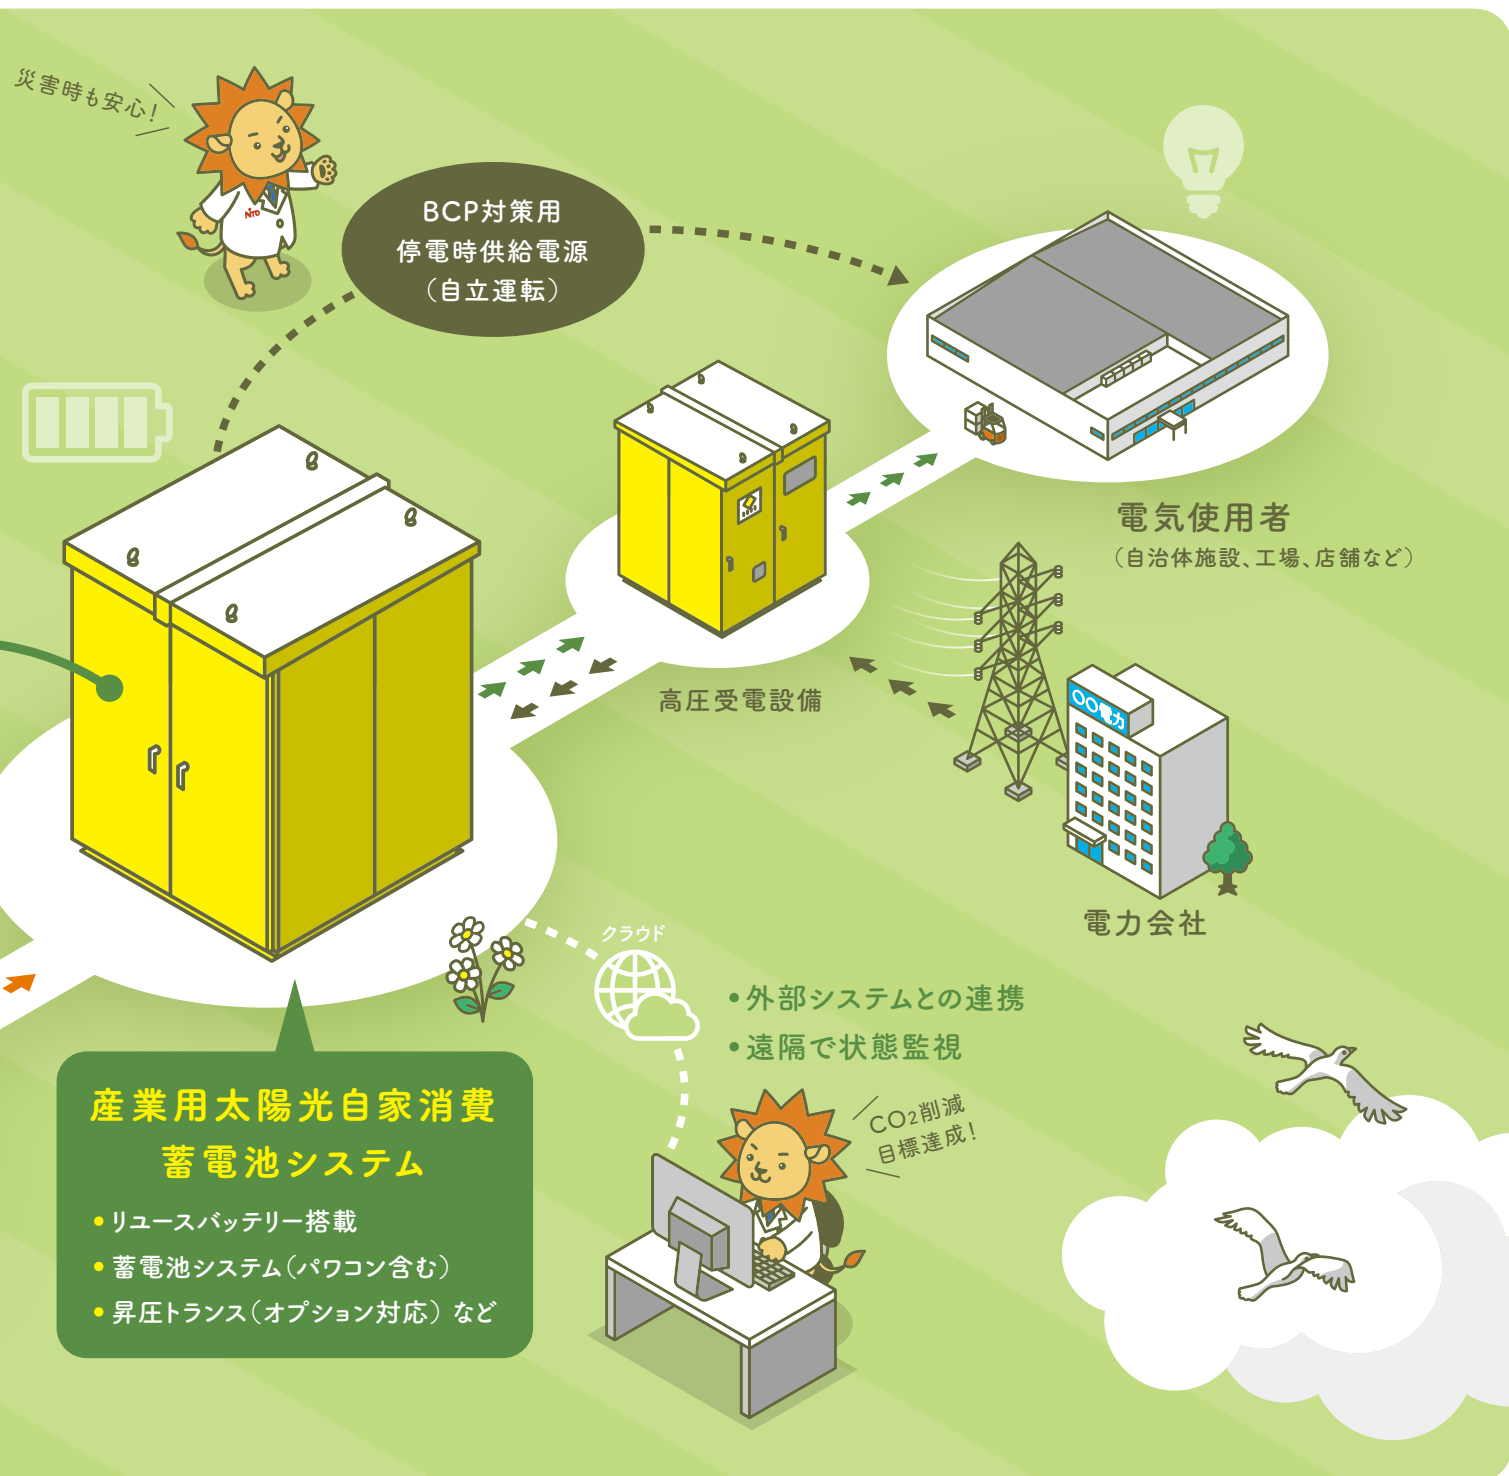 災害時も安心！
NITO
BCP対策用
停電時供給電源
（自立運転）
電気使用者
（自治体施設、工場、店舗など）
高圧受電設備
〇〇電力
電力会社
クラウド
•外部システムとの連携
•遠隔で状態監視
CO2削減
目標達成！
産業用太陽光自家消費
蓄電池システム
•リユースバッテリー搭載
•蓄電池システム（パワコン含む）
•昇圧トランス（オプション対応）など